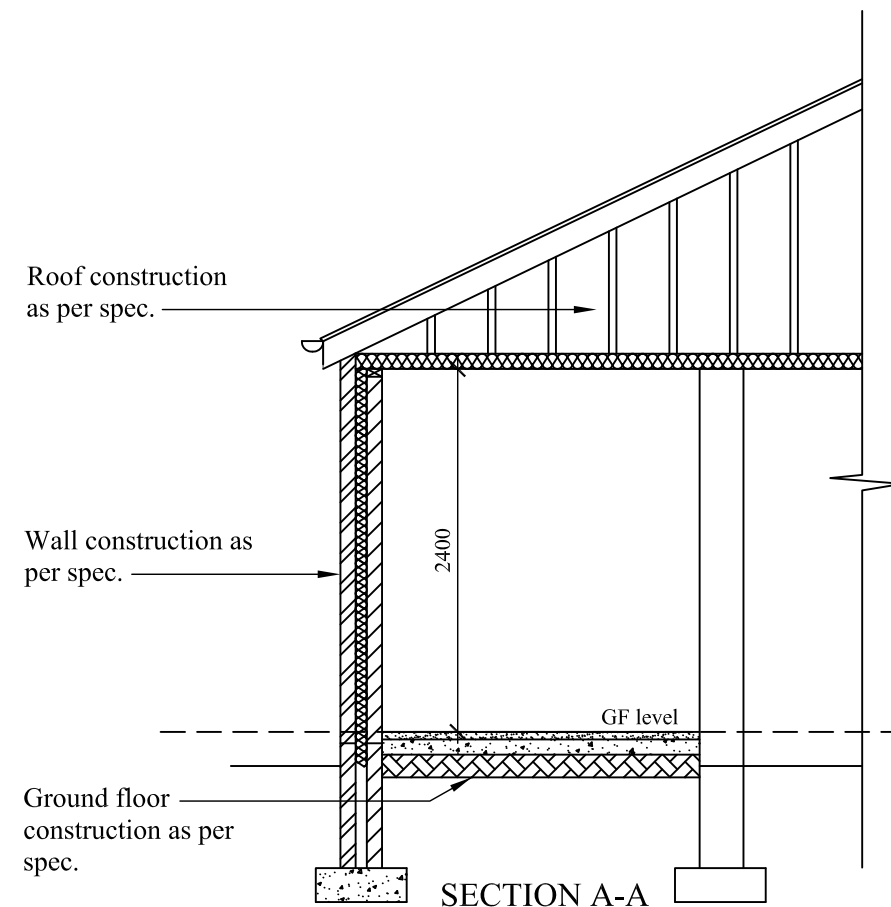 Roof construction
as per spec.
Wall construction as
per spec.
2400
GF level
Ground floor
construction as per
spec.
SECTION A-A